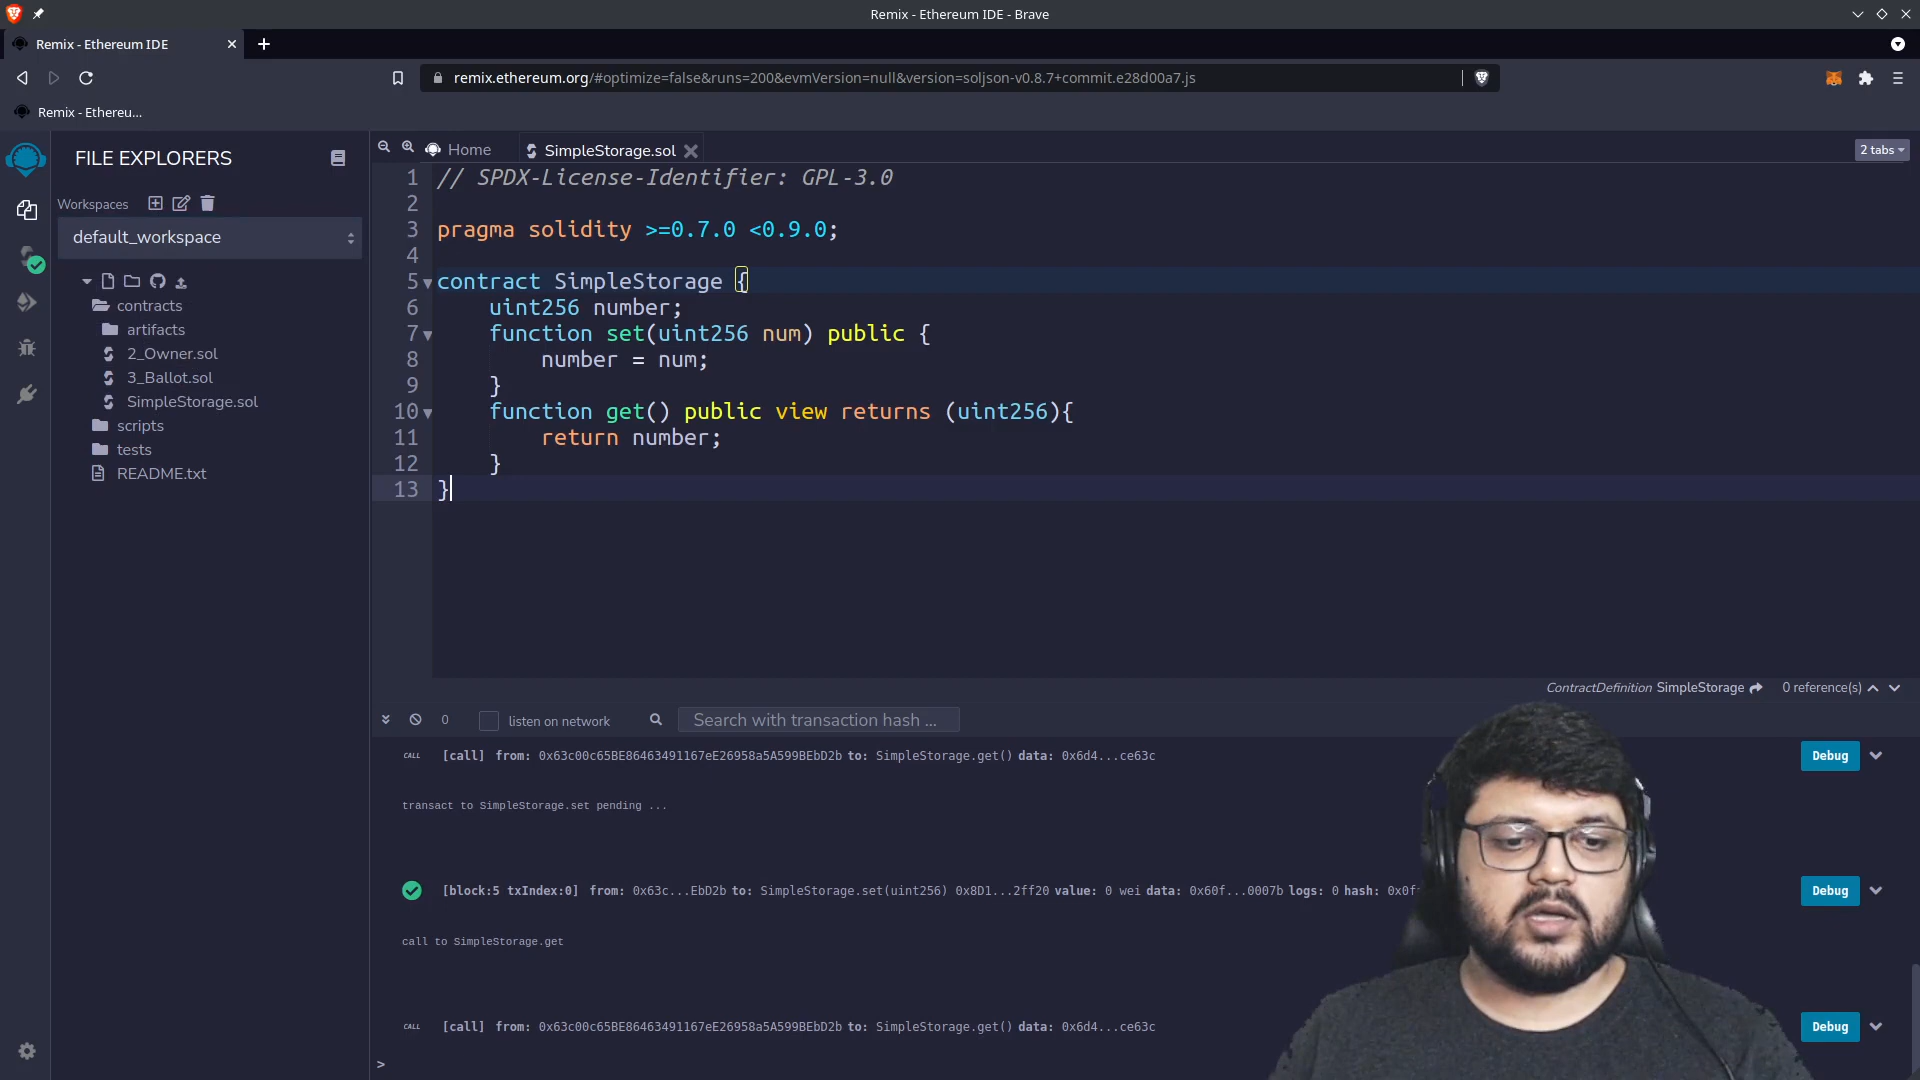 Remix - Ethereum IDE - Brave
Remix - Ethereum IDE
remix.ethereum.org/#optimize=false&runs=200&evmVersion=null&version=soljson-v0.8.7+commit.e28d00a7.js
Remix - Ethereu...
FILE EXPLORERS
Workspaces
default_workspace
contracts
artifacts
2_Owner.sol
3_Ballot.sol
SimpleStorage.sol
scripts
tests
README.txt
Home
SimpleStorage.sol
2 tabs
1 // SPDX-License-Identifier: GPL-3.0
2
3 pragma solidity >=0.7.0 <0.9.0;
4
5 contract SimpleStorage {
6 uint256 number;
7 function set(uint256 num) public {
8 number = num;
9 }
10 function get() public view returns (uint256){
11 return number;
12 }
13 }
ContractDefinition SimpleStorage 0 reference(s)
0 listen on network Search with transaction hash ...
CALL [call] from: 0x63c00c65BE86463491167eE26958a5A599BEbD2b to: SimpleStorage.get() data: 0x6d4...ce63c Debug
transact to SimpleStorage.set pending ...
[block:5 txIndex:0] from: 0x63c...EbD2b to: SimpleStorage.set(uint256) 0x8D1...2ff20 value: 0 wei data: 0x60f...0007b logs: 0 hash: Debug
call to SimpleStorage.get
CALL [call] from: 0x63c00c65BE86463491167eE26958a5A599BEbD2b to: SimpleStorage.get() data: 0x6d4...ce63c Debug
>